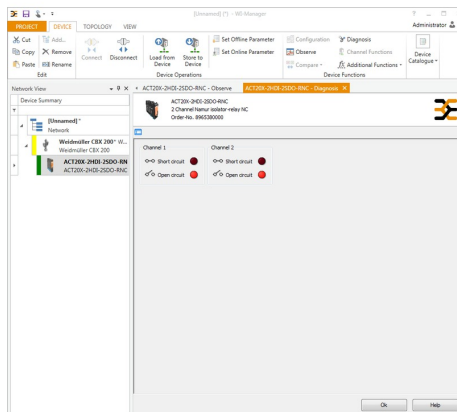 [Unnamed] (*) - WI-Manager
PROJECT DEVICE TOPOLOGY VIEW Administrator
Cut Add... Set Offline Parameter Configuration Diagnosis
Copy Remove Set Online Parameter Observe Channel Functions
Paste Rename Compare Additional Functions
Connect Disconnect
Load from Device
Store to Device
Device Catalogue
Edit Device Operations Device Functions
Network View
Device Summary
[Unnamed] *
Network
Weidmüller CBX 200* W...
Weidmüller CBX 200
ACT20X-2HDI-2SDO-RN
ACT20X-2HDI-2SDO-RNC
ACT20X-2HDI-2SDO-RNC - Observe ACT20X-2HDI-2SDO-RNC - Diagnosis
ACT20X-2HDI-2SDO-RNC
2 Channel Namur isolator-relay NC
Order-No. 8965380000
Channel 1 Channel 2
Short circuit Short circuit
Open circuit Open circuit
Ok Help